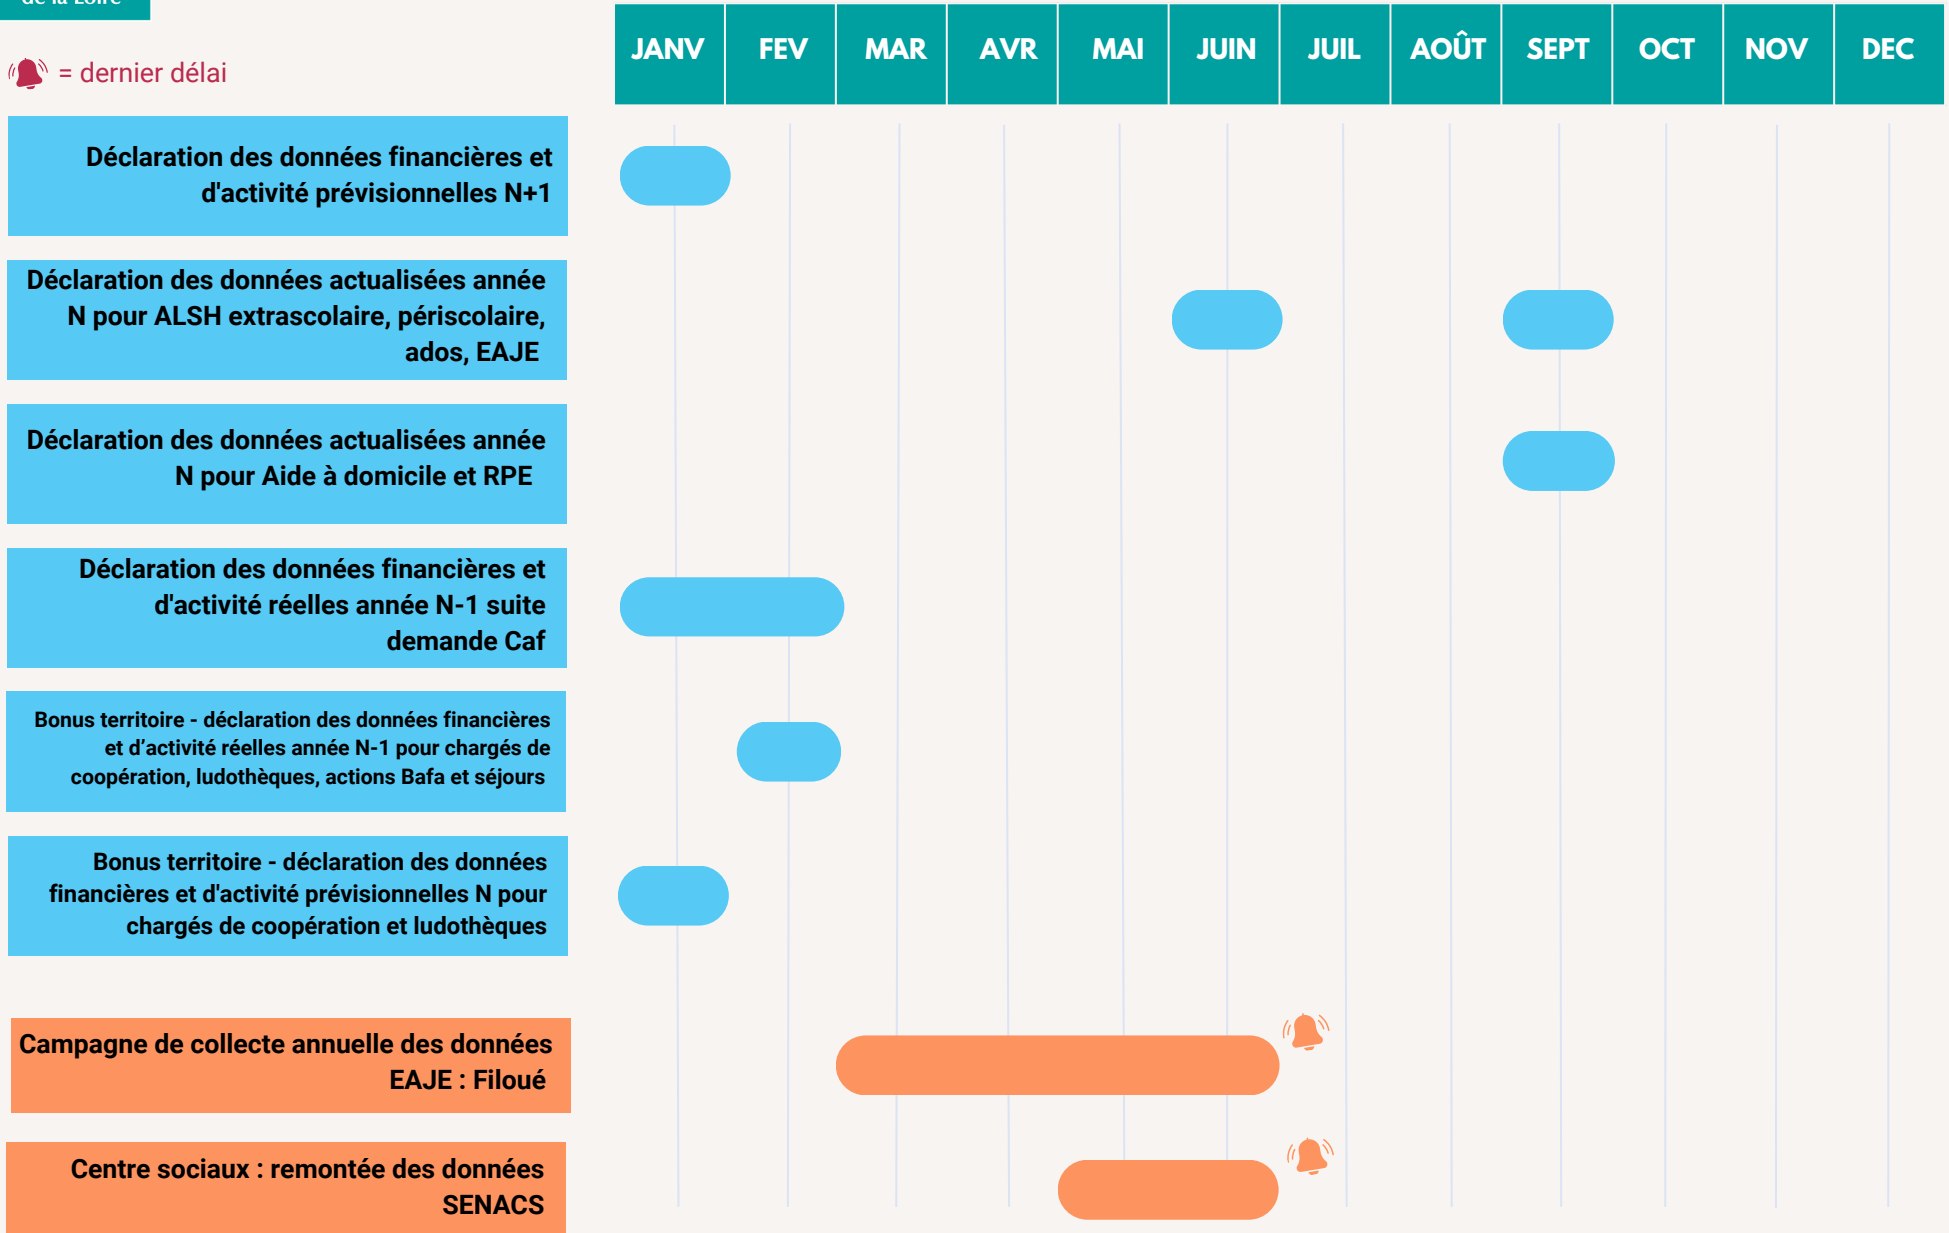 de la Loire
= dernier délai
JANV FEV MAR AVR MAI JUIN JUIL AOÛT SEPT OCT NOV DEC
Déclaration des données financières et
d'activité prévisionnelles N+1
Déclaration des données actualisées année
N pour ALSH extrascolaire, périscolaire,
ados, EAJE
Déclaration des données actualisées année
N pour Aide à domicile et RPE
Déclaration des données financières et
d'activité réelles année N-1 suite
demande Caf
Bonus territoire - déclaration des données financières
et d’activité réelles année N-1 pour chargés de
coopération, ludothèques, actions Bafa et séjours
Bonus territoire - déclaration des données
financières et d'activité prévisionnelles N pour
chargés de coopération et ludothèques
Campagne de collecte annuelle des données
EAJE : Filoué
Centre sociaux : remontée des données
SENACS